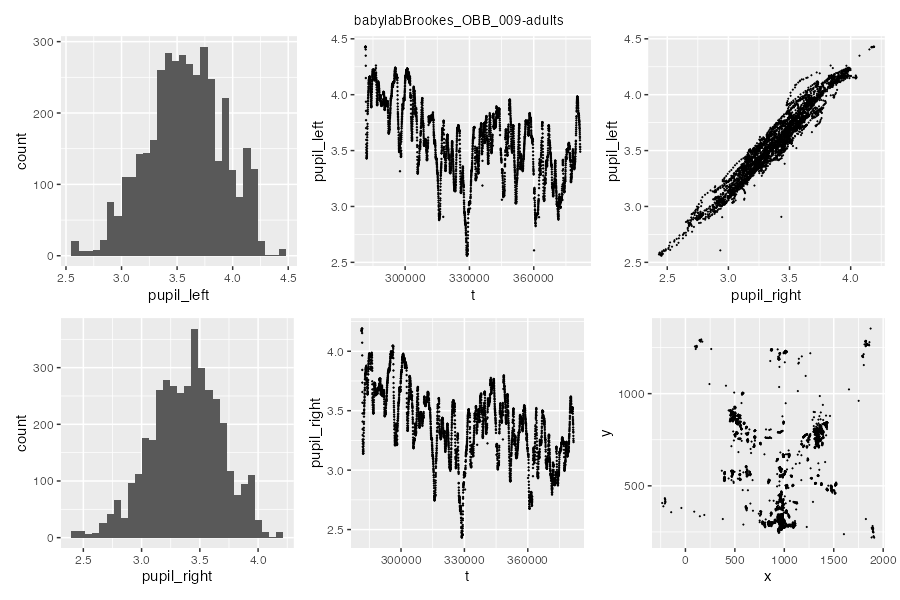 babylabBrookes_OBB_009-adults
300
200
100
0
count
2.5 3.0 3.5 4.0 4.5
pupil_left
4.5
4.0
3.5
3.0
2.5
pupil_left
300000 330000 360000
t
4.5
4.0
3.5
3.0
2.5
pupil_left
2.5 3.0 3.5 4.0
pupil_right
300
200
100
0
count
2.5 3.0 3.5 4.0
pupil_right
4.0
3.5
3.0
2.5
pupil_right
300000 330000 360000
t
1000
500
y
0 500 1000 1500 2000
x